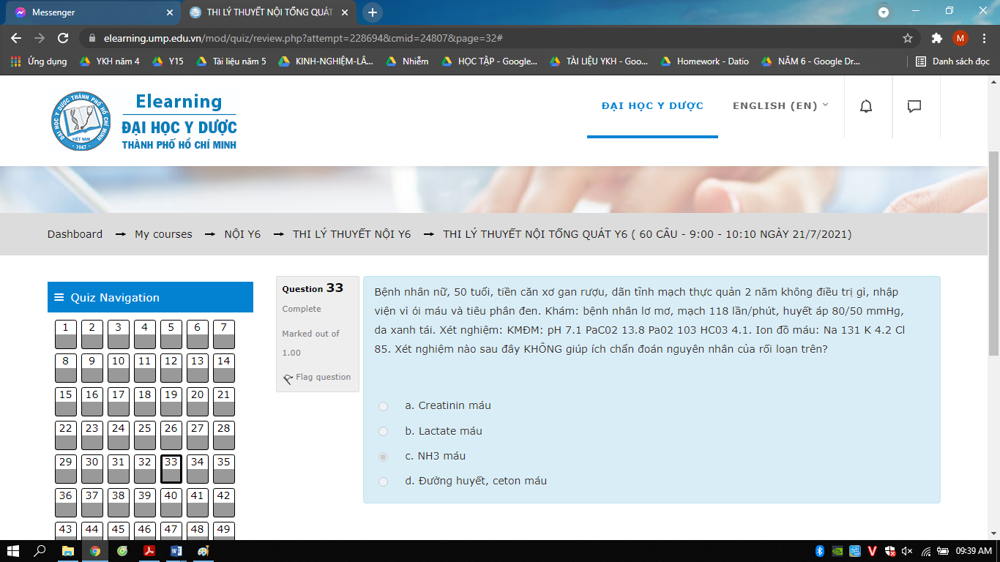 Messenger
THI LÝ THUYẾT NỘI TỔNG QUÁT
elearning.ump.edu.vn/mod/quiz/review.php?attempt=228694&cmid=24807&page=32#
M
Ứng dụng
YKH năm 4
Y15
Tài liệu năm 5
KINH-NGHIỆM-LÂ...
Nhiễm
HỌC TẬP - Google...
TÀI LIỆU YKH - Goo...
Homework - Datio
NĂM 6 - Google Dr...
Danh sách đọc
ĐẠI HỌC Y DƯỢC THÀNH PHỐ HỒ CHÍ MINH
VIỆT NAM
1947
Elearning
ĐẠI HỌC Y DƯỢC
THÀNH PHỐ HỒ CHÍ MINH
ĐẠI HỌC Y DƯỢC
ENGLISH (EN)
Dashboard → My courses → NỘI Y6 → THI LÝ THUYẾT NỘI Y6 → THI LÝ THUYẾT NỘI TỔNG QUÁT Y6 ( 60 CÂU - 9:00 - 10:10 NGÀY 21/7/2021)
Quiz Navigation
1 2 3 4 5 6 7
8 9 10 11 12 13 14
15 16 17 18 19 20 21
22 23 24 25 26 27 28
29 30 31 32 33 34 35
36 37 38 39 40 41 42
43 44 45 46 47 48 49
Question 33
Complete
Marked out of
1.00
Flag question
Bệnh nhân nữ, 50 tuổi, tiền căn xơ gan rượu, dãn tĩnh mạch thực quản 2 năm không điều trị gì, nhập
viện vì ói máu và tiêu phân đen. Khám: bệnh nhân lơ mơ, mạch 118 lần/phút, huyết áp 80/50 mmHg,
da xanh tái. Xét nghiệm: KMĐM: pH 7.1 PaC02 13.8 Pa02 103 HC03 4.1. Ion đồ máu: Na 131 K 4.2 Cl
85. Xét nghiệm nào sau đây KHÔNG giúp ích chẩn đoán nguyên nhân của rối loạn trên?
a. Creatinin máu
b. Lactate máu
c. NH3 máu
d. Đường huyết, ceton máu
09:39 AM